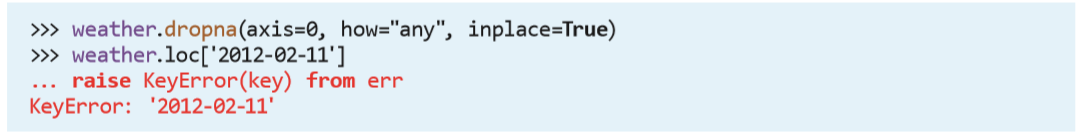 >>> weather.dropna(axis=0, how="any", inplace=True)
>>> weather.loc['2012-02-11']
... raise KeyError(key) from err
KeyError: '2012-02-11'